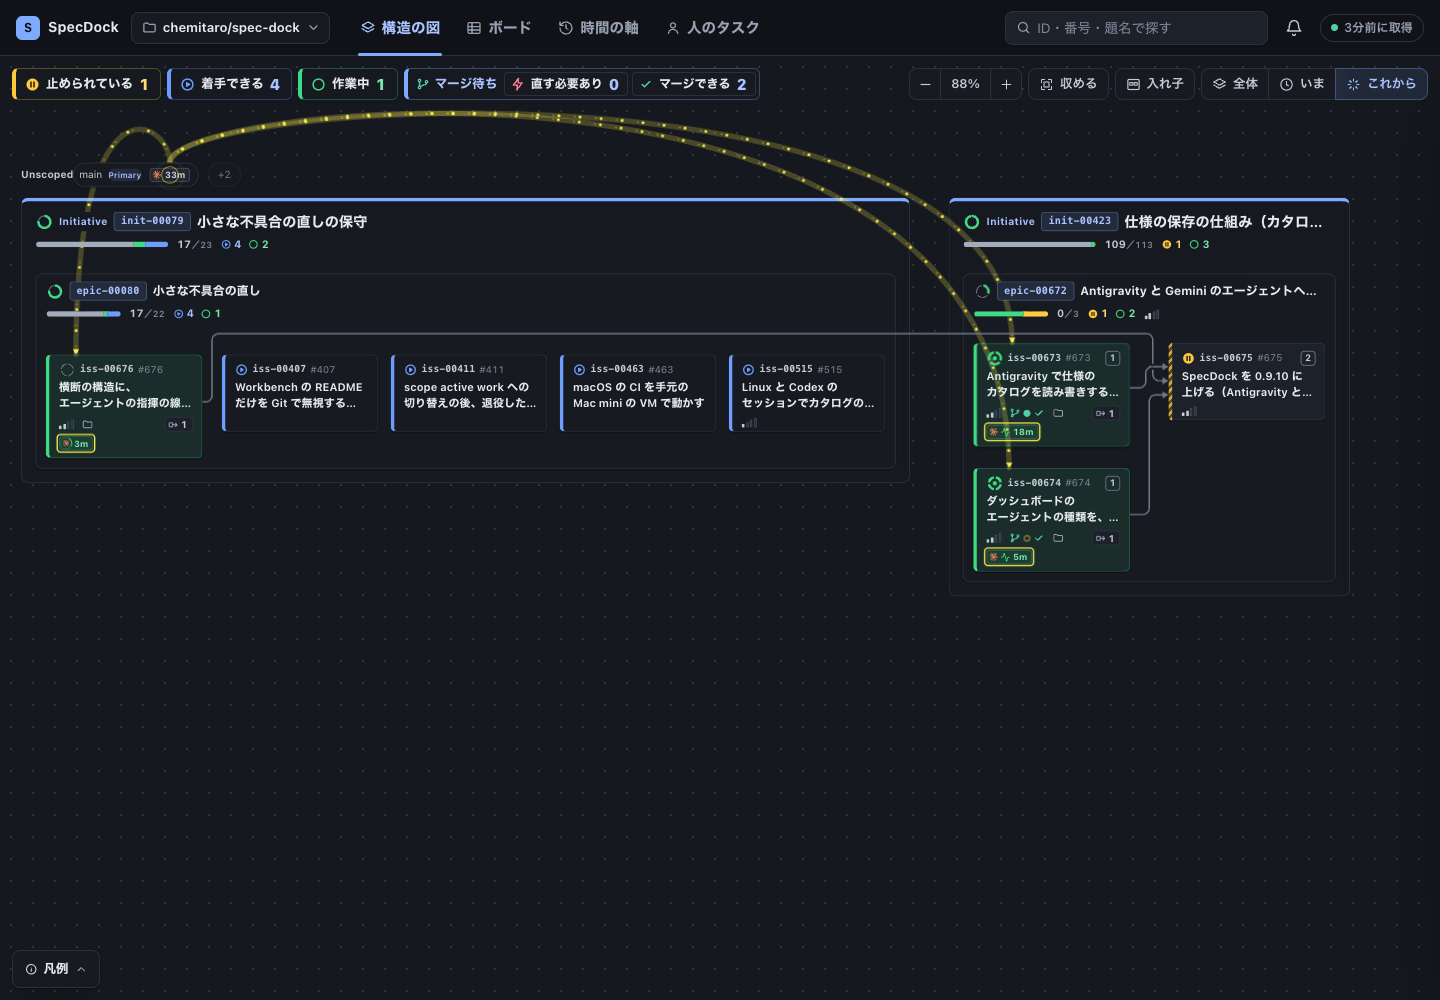 S SpecDock chemitaro/spec-dock 構造の図 ボード 時間の軸 人のタスク ID・番号・題名で探す 3分前に取得
止められている 1 着手できる 4 作業中 1 マージ待ち 直す必要あり 0 マージできる 2 88% 収める 入れ子 全体 いま これから
Unscoped main Primary 33m +2
Initiative init-00079 小さな不具合の直しの保守
17/23 4 2
epic-00080 小さな不具合の直し
17/22 4 1
iss-00676 #676
横断の構造に、
エージェントの指揮の線...
1
3m
iss-00407 #407
Workbench の README
だけを Git で無視する...
iss-00411 #411
scope active work への
切り替えの後、退役した...
iss-00463 #463
macOS の CI を手元の
Mac mini の VM で動かす
iss-00515 #515
Linux と Codex の
セッションでカタログの...
Initiative init-00423 仕様の保存の仕組み（カタロ...
109/113 1 3
epic-00672 Antigravity と Gemini のエージェントへ...
0/3 1 2
iss-00673 #673 1
Antigravity で仕様の
カタログを読み書きする...
1
18m
iss-00675 #675 2
SpecDock を 0.9.10 に
上げる（Antigravity と...
iss-00674 #674 1
ダッシュボードの
エージェントの種類を、...
1
5m
凡例